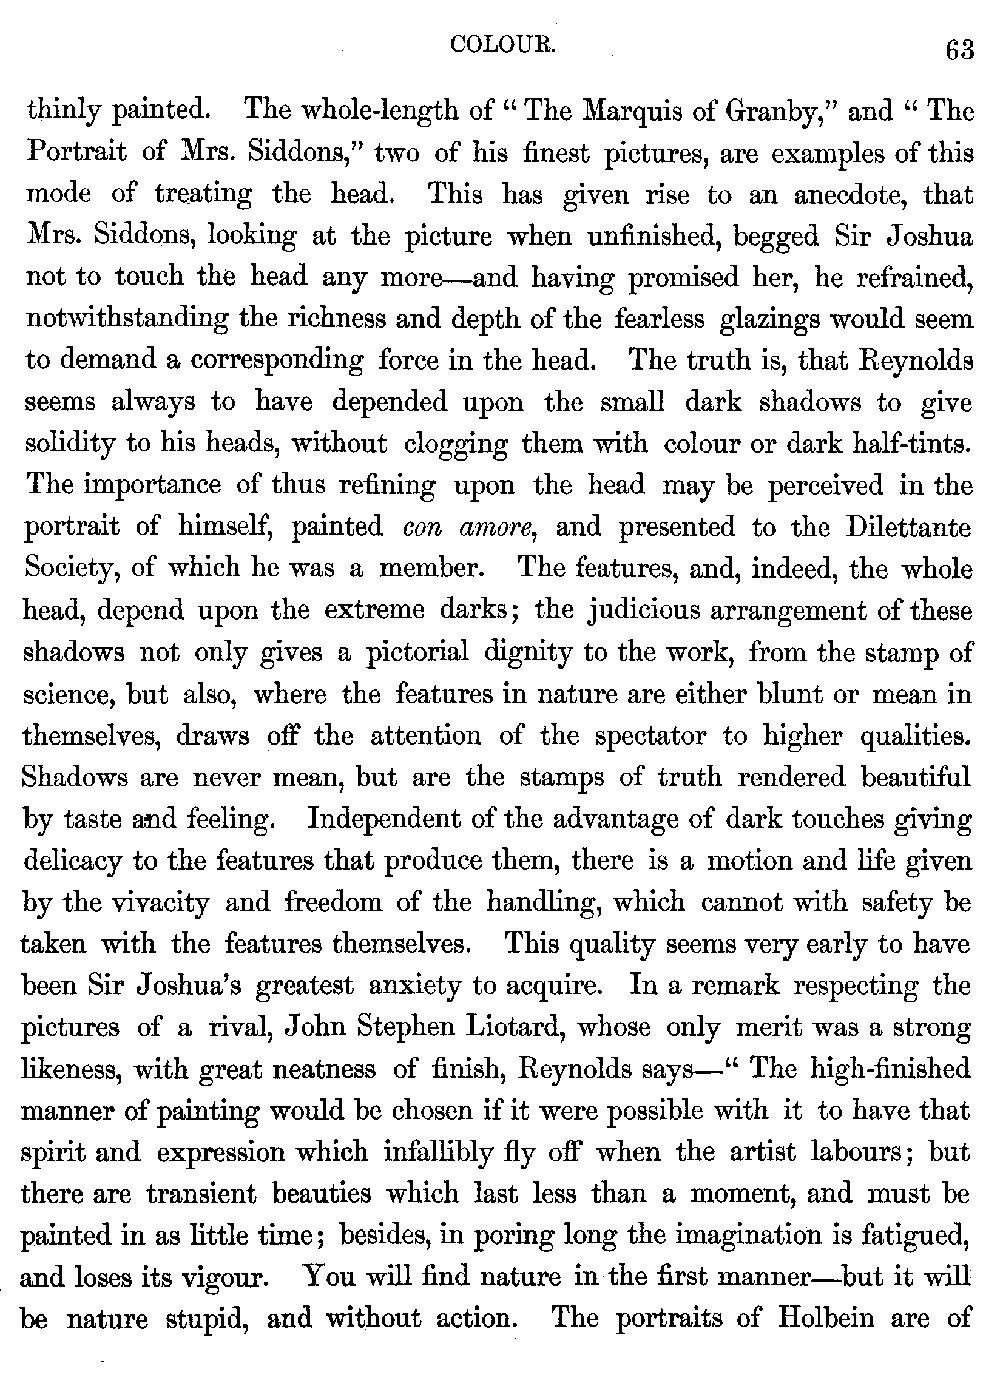 COLOUR. 63
thinly painted. The whole-length of “ The Marquis of Granby,” and “ The
Portrait of Mrs. Siddons,” two of his finest pictures, are examples of this
mode of treating the head. This has given rise to an anecdote, that
Mrs. Siddons, looking at the picture when unfinished, begged Sir Joshua
not to touch the head any more—and having promised her, he refrained,
notwithstanding the richness and depth of the fearless glazings would seem
to demand a corresponding force in the head. The truth is, that Reynolds
seems always to have depended upon the small dark shadows to give
solidity to his heads, without clogging them with colour or dark half-tints.
The importance of thus refining upon the head may be perceived in the
portrait of himself, painted con amore, and presented to the Dilettante
Society, of which he was a member. The features, and, indeed, the whole
head, depend upon the extreme darks; the judicious arrangement of these
shadows not only gives a pictorial dignity to the work, from the stamp of
science, but also, where the features in nature are either blunt or mean in
themselves, draws off the attention of the spectator to higher qualities.
Shadows are never mean, but are the stamps of truth rendered beautiful
by taste and feeling. Independent of the advantage of dark touches giving
delicacy to the features that produce them, there is a motion and life given
by the vivacity and freedom of the handling, which cannot with safety be
taken with the features themselves. This quality seems very early to have
been Sir Joshua’s greatest anxiety to acquire. In a remark respecting the
pictures of a rival, John Stephen Liotard, whose only merit was a strong
likeness, with great neatness of finish, Reynolds says—“ The high-finished
manner of painting would be chosen if it were possible with it to have that
spirit and expression which infallibly fly off when the artist labours; but
there are transient beauties which last less than a moment, and must be
painted in as little time; besides, in poring long the imagination is fatigued,
and loses its vigour. You will find nature in the first manner—but it will
be nature stupid, and without action. The portraits of Holbein are of